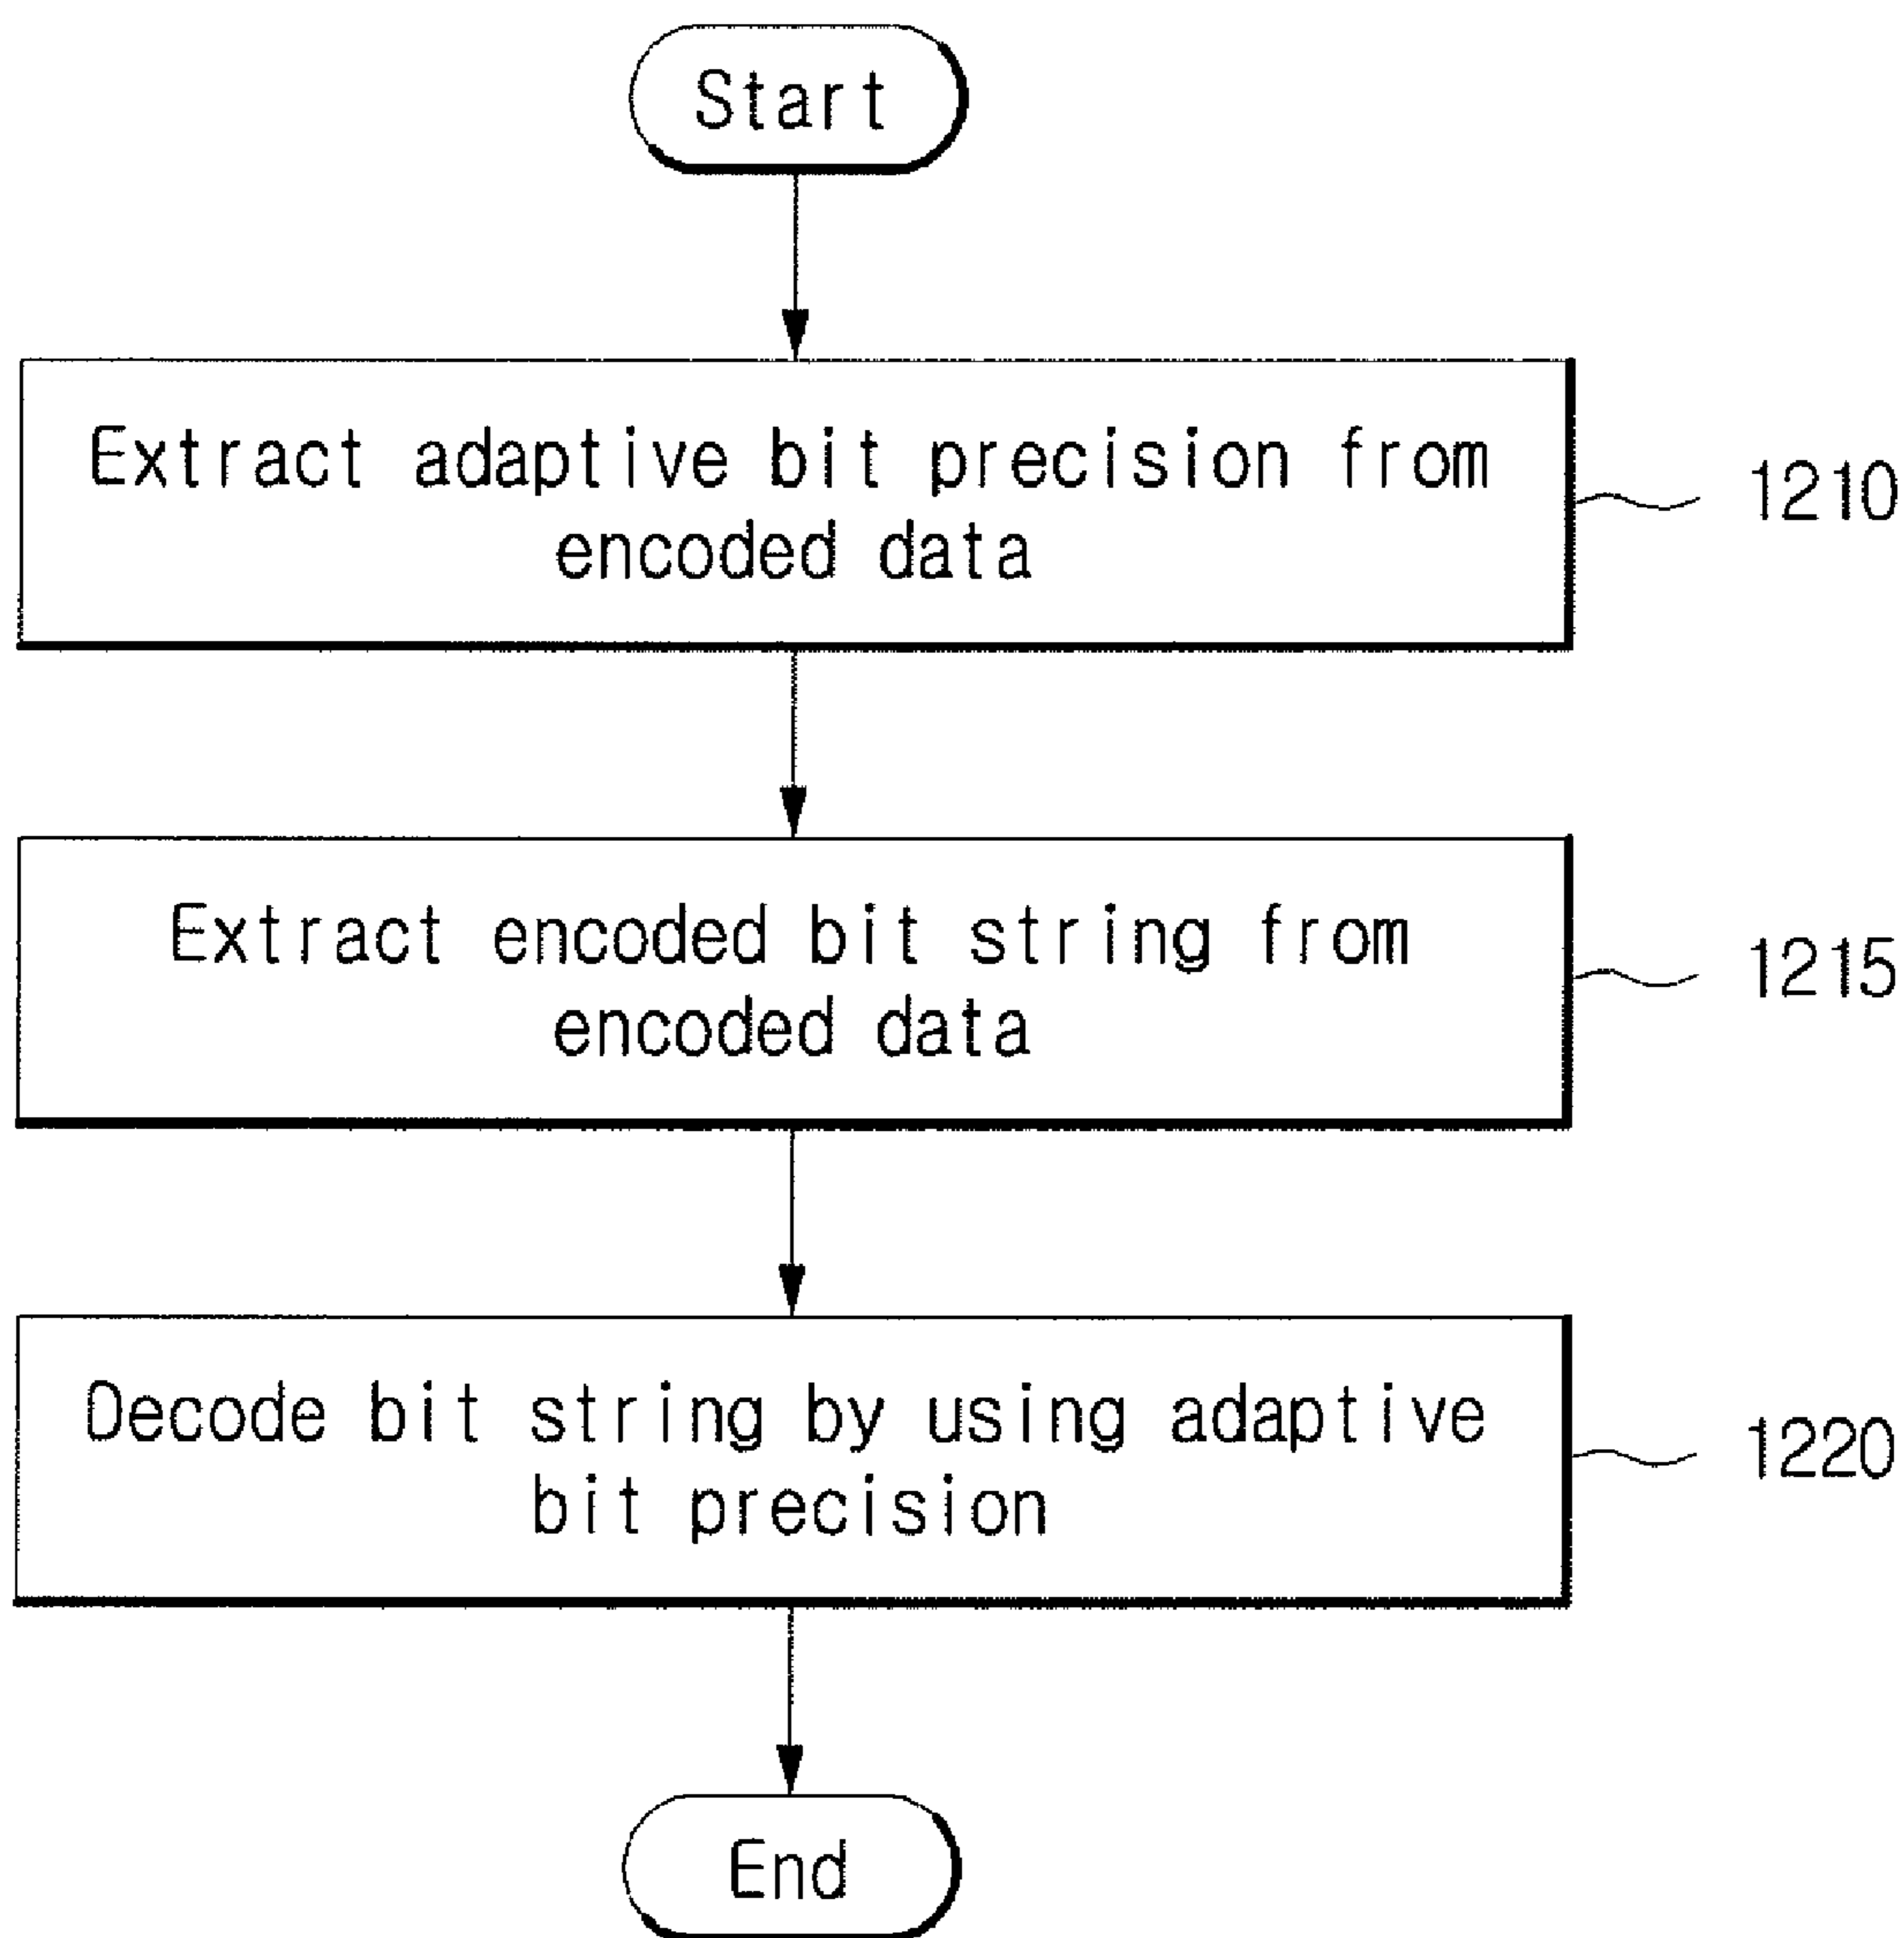 Start
Extract adaptive bit precision from
encoded data
1210
Extract encoded bit string from
encoded data
1215
Decode bit string by using adaptive
bit precision
1220
End